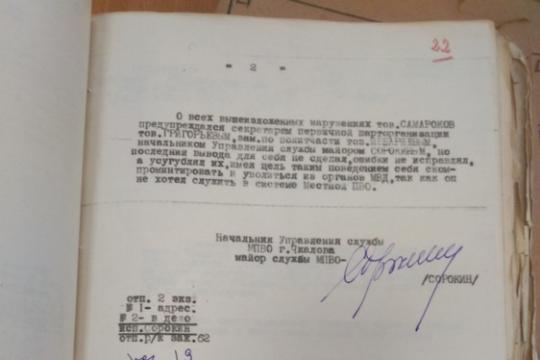 22
" 2 "
О всех вышеизложенных наружениях тов.САМАРОКОВ
предупреждался секретарем первичной парторганизации
тов.ГРИГОРЬЕВЫМ, зам.по политчасти тов.
начальником Управления службы майором СОРОКИНЫМ, но
последний вывода для себя не сделал, ошибки не исправлял,
а усугублял их, имея цель таким поведением себя ском-
проминтировать и уволиться из органов МВД, так как он
не хотел служить в системе Местной ПВО.
Начальник Управления службы
МПВО г.Чкалова
майор службы МПВО-
/СОРОКИН/
отп. 2 экз.
№ 1- адрес.
№ 2- в дело
исп.Сорокин
отп.р/к зак.62